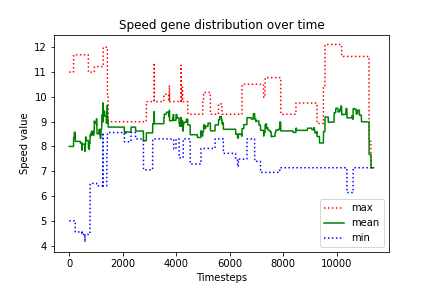 Speed gene distribution over time
Speed value
12
11
10
9
8
7
6
5
4
0
2000
4000
6000
8000
10000
Timesteps
max
mean
min